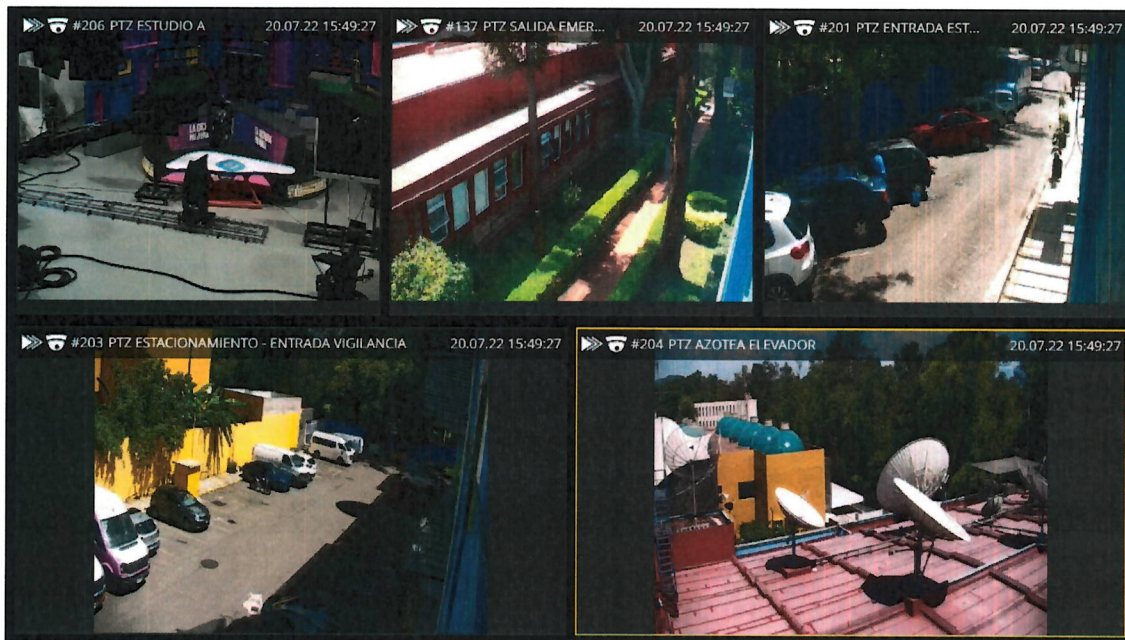 #206 PTZ ESTUDIO A 20.07.22 15:49:27
#137 PTZ SALIDA EMER... 20.07.22 15:49:27
#201 PTZ ENTRADA EST... 20.07.22 15:49:27
#203 PTZ ESTACIONAMIENTO - ENTRADA VIGILANCIA 20.07.22 15:49:27
#204 PTZ AZOTEA ELEVADOR 20.07.22 15:49:27